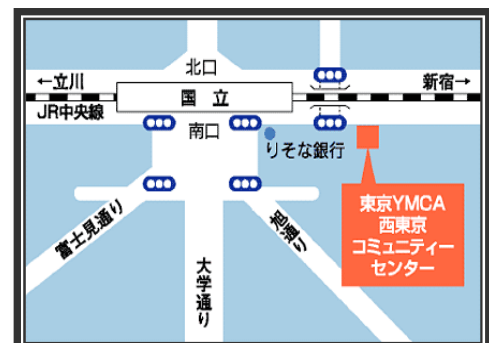 北口
←立川
新宿→
国立
JR中央線
南口
りそな銀行
東京YMCA
西東京
コミュニティー
センター
富士見通り
大学通り
旭通り